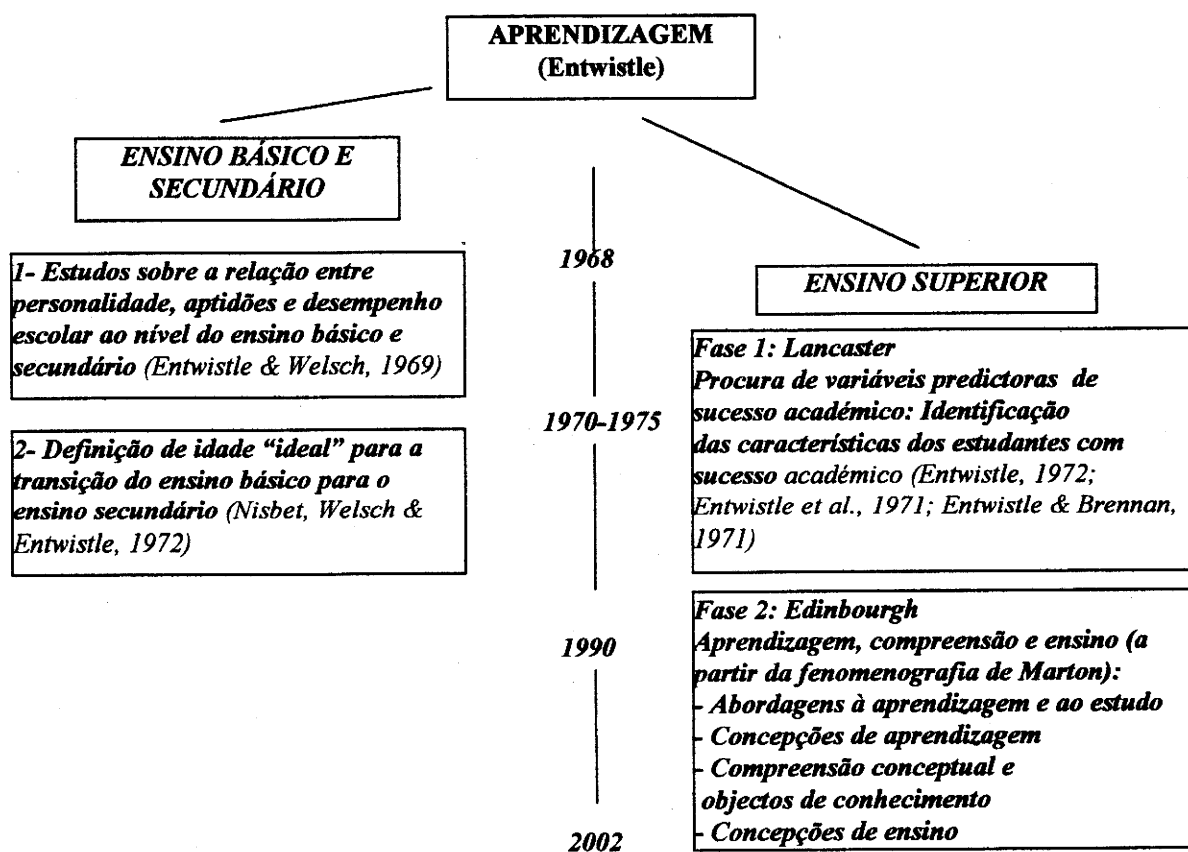 APRENDIZAGEM
(Entwistle)
ENSINO BÁSICO E
SECUNDÁRIO
1- Estudos sobre a relação entre
personalidade, aptidões e desempenho
escolar ao nível do ensino básico e
secundário (Entwistle & Welsch, 1969)
2- Definição de idade “ideal” para a
transição do ensino básico para o
ensino secundário (Nisbet, Welsch &
Entwistle, 1972)
1968
1970-1975
1990
2002
ENSINO SUPERIOR
Fase 1: Lancaster
Procura de variáveis predictoras de
sucesso académico: Identificação
das características dos estudantes com
sucesso académico (Entwistle, 1972;
Entwistle et al., 1971; Entwistle & Brennan,
1971)
Fase 2: Edinbourgh
Aprendizagem, compreensão e ensino (a
partir da fenomenografia de Marton):
- Abordagens à aprendizagem e ao estudo
- Concepções de aprendizagem
- Compreensão conceptual e
objectos de conhecimento
- Concepções de ensino